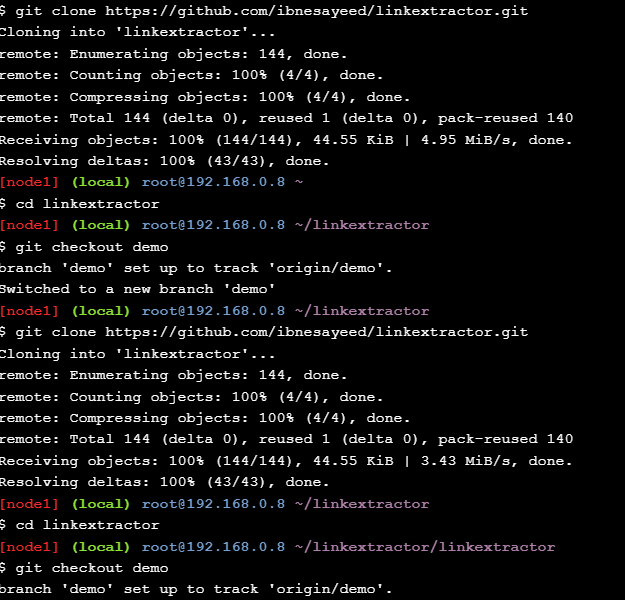 $ git clone https://github.com/ibnesayeed/linkextractor.git
Cloning into 'linkextractor'...
remote: Enumerating objects: 144, done.
remote: Counting objects: 100% (4/4), done.
remote: Compressing objects: 100% (4/4), done.
remote: Total 144 (delta 0), reused 1 (delta 0), pack-reused 140
Receiving objects: 100% (144/144), 44.55 KiB | 4.95 MiB/s, done.
Resolving deltas: 100% (43/43), done.
[node1] (local) root@192.168.0.8 ~
$ cd linkextractor
[node1] (local) root@192.168.0.8 ~/linkextractor
$ git checkout demo
branch 'demo' set up to track 'origin/demo'.
Switched to a new branch 'demo'
[node1] (local) root@192.168.0.8 ~/linkextractor
$ git clone https://github.com/ibnesayeed/linkextractor.git
Cloning into 'linkextractor'...
remote: Enumerating objects: 144, done.
remote: Counting objects: 100% (4/4), done.
remote: Compressing objects: 100% (4/4), done.
remote: Total 144 (delta 0), reused 1 (delta 0), pack-reused 140
Receiving objects: 100% (144/144), 44.55 KiB | 3.43 MiB/s, done.
Resolving deltas: 100% (43/43), done.
[node1] (local) root@192.168.0.8 ~/linkextractor
$ cd linkextractor
[node1] (local) root@192.168.0.8 ~/linkextractor/linkextractor
$ git checkout demo
branch 'demo' set up to track 'origin/demo'.